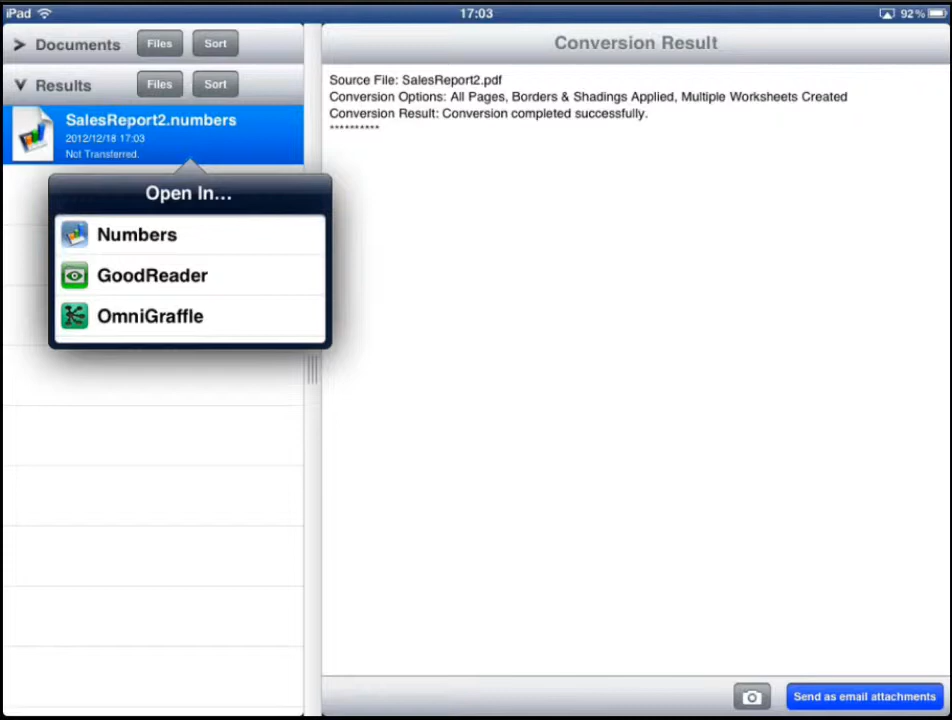 iPad
17:03
92%
Documents
Files
Sort
Results
Files
Sort
SalesReport2.numbers
2012/12/18 17:03
Not Transferred.
Open In...
Numbers
GoodReader
OmniGraffle
Conversion Result
Source File: SalesReport2.pdf
Conversion Options: All Pages, Borders & Shadings Applied, Multiple Worksheets Created
Conversion Result: Conversion completed successfully.
**********
Send as email attachments